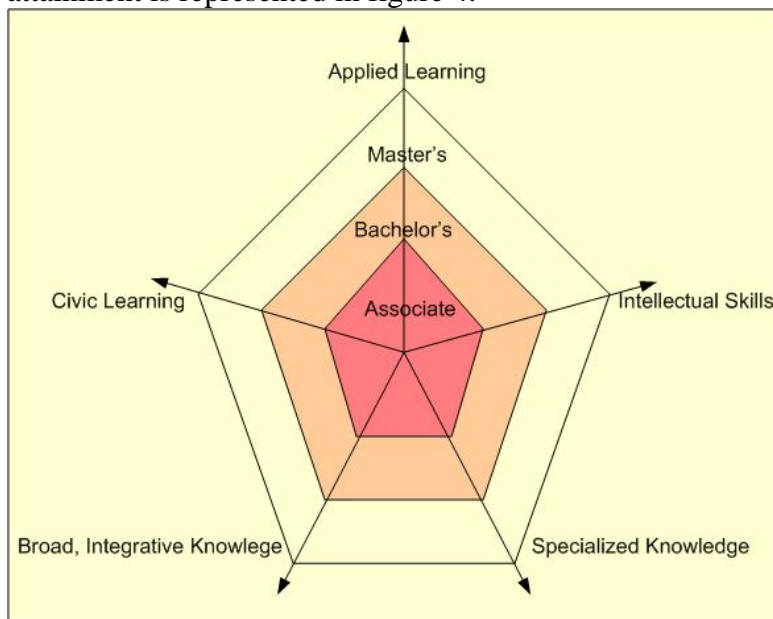 attainment is represented in figure 4.
Applied Learning
Master's
Bachelor's
Civic Learning
Associate
Intellectual Skills
Broad, Integrative Knowlege
Specialized Knowledge